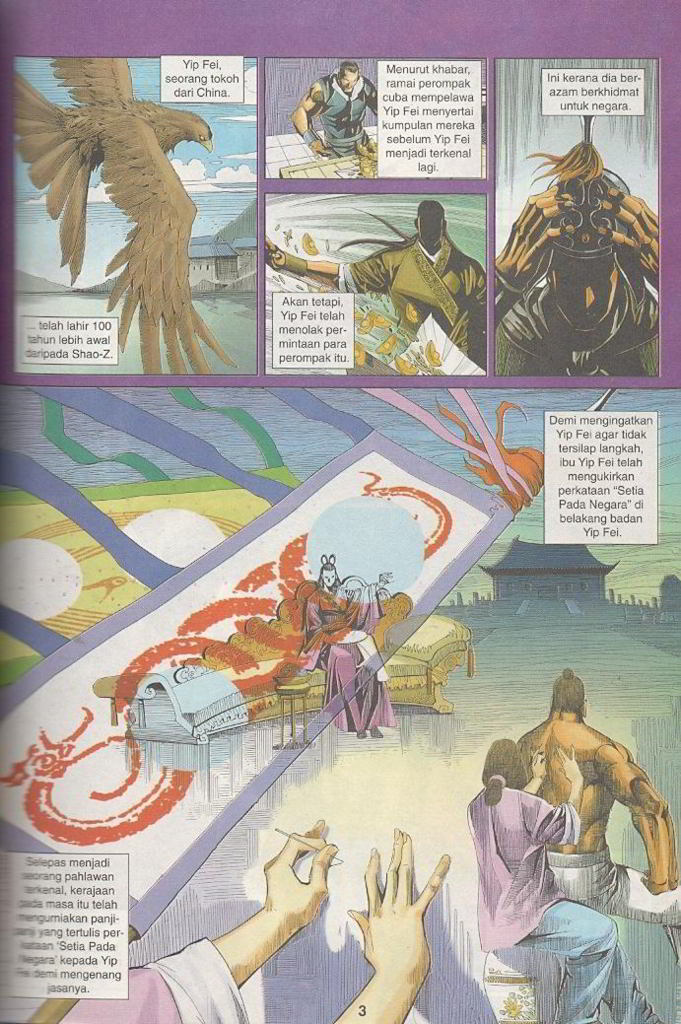 Yip Fei,
seorang tokoh
dari China.
... telah lahir 100
tahun lebih awal
daripada Shao-Z.
Menurut khabar,
ramai perompak
cuba mempelawa
Yip Fei menyertai
kumpulan mereka
sebelum Yip Fei
menjadi terkenal
lagi.
Akan tetapi,
Yip Fei telah
menolak per-
mintaan para
perompak itu.
Ini kerana dia ber-
azam berkhidmat
untuk negara.
Demi mengingatkan
Yip Fei agar tidak
tersilap langkah,
ibu Yip Fei telah
mengukirkan
perkataan "Setia
Pada Negara" di
belakang badan
Yip Fei.
Selepas menjadi
seorang pahlawan
terkenal, kerajaan
pada masa itu telah
mengurniakan panji-
panji yang tertulis per-
kataan 'Setia Pada
Negara' kepada Yip
Fei demi mengenang
jasanya.
3